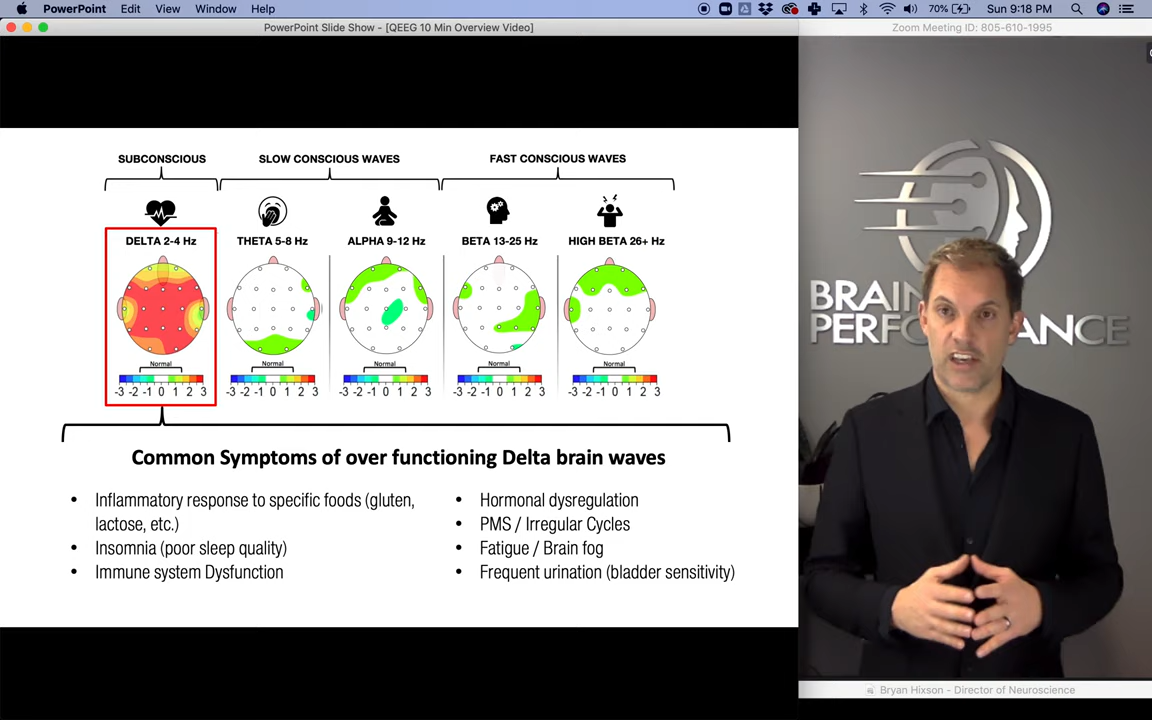 PowerPoint Edit View Window Help 70% Sun 9:18 PM
PowerPoint Slide Show - [QEEG 10 Min Overview Video]
Zoom Meeting ID: 805-610-1995
SUBCONSCIOUS SLOW CONSCIOUS WAVES FAST CONSCIOUS WAVES
DELTA 2-4 Hz THETA 5-8 Hz ALPHA 9-12 Hz BETA 13-25 Hz HIGH BETA 26+ Hz
Normal Normal Normal Normal Normal
-3 -2 -1 0 1 2 3 -3 -2 -1 0 1 2 3 -3 -2 -1 0 1 2 3 -3 -2 -1 0 1 2 3 -3 -2 -1 0 1 2 3
Common Symptoms of over functioning Delta brain waves
• Inflammatory response to specific foods (gluten,
lactose, etc.)
• Insomnia (poor sleep quality)
• Immune system Dysfunction
• Hormonal dysregulation
• PMS / Irregular Cycles
• Fatigue / Brain fog
• Frequent urination (bladder sensitivity)
BRAIN
PERFORMANCE
Bryan Hixson - Director of Neuroscience